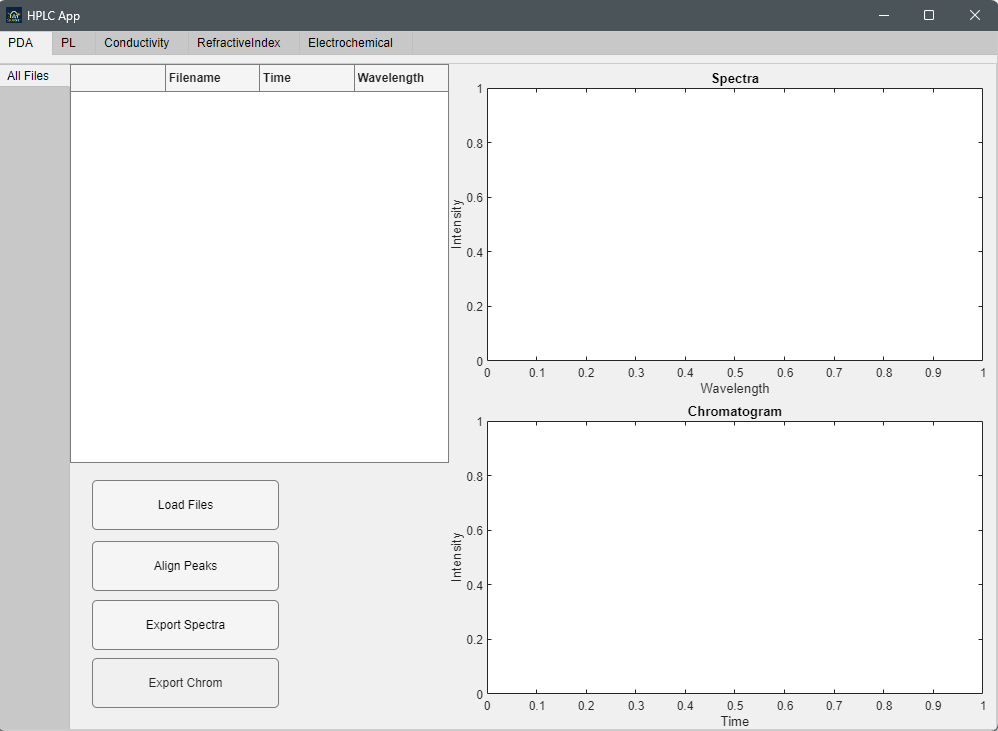 HPLC App
PDA PL Conductivity RefractiveIndex Electrochemical
All Files
Filename Time Wavelength
Load Files
Align Peaks
Export Spectra
Export Chrom
Spectra
Intensity
1
0.8
0.6
0.4
0.2
0
0 0.1 0.2 0.3 0.4 0.5 0.6 0.7 0.8 0.9 1
Wavelength
Chromatogram
Intensity
1
0.8
0.6
0.4
0.2
0
0 0.1 0.2 0.3 0.4 0.5 0.6 0.7 0.8 0.9 1
Time